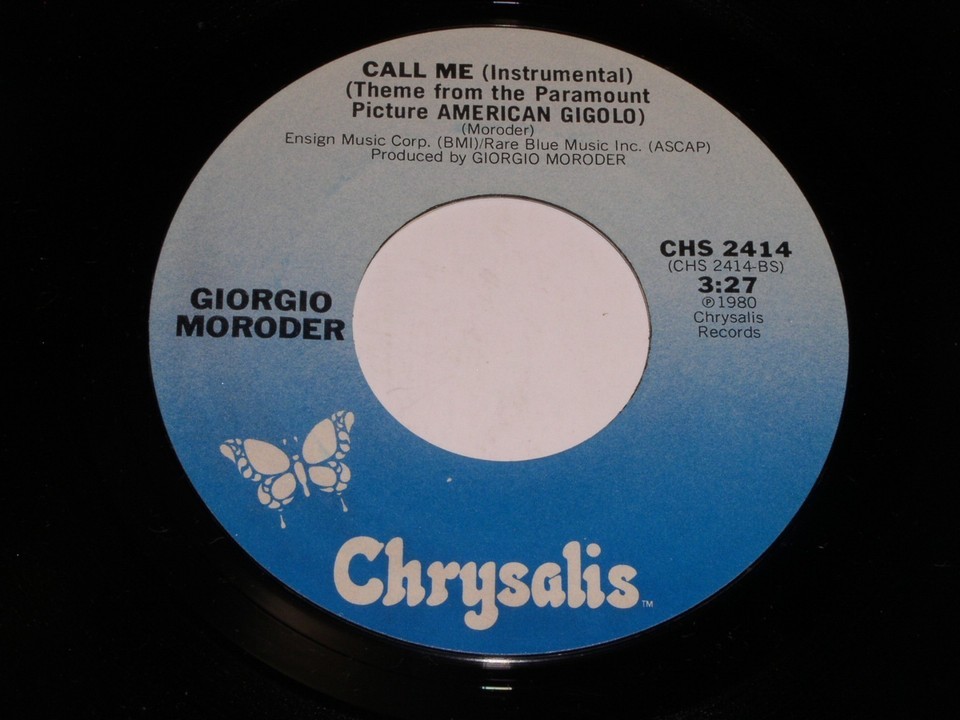 CALL ME (Instrumental)
(Theme from the Paramount
Picture AMERICAN GIGOLO)
(Moroder)
Ensign Music Corp. (BMI)/Rare Blue Music Inc. (ASCAP)
Produced by GIORGIO MORODER
GIORGIO
MORODER
CHS 2414
(CHS 2414-BS)
3:27
℗1980
Chrysalis
Records
Chrysalis™